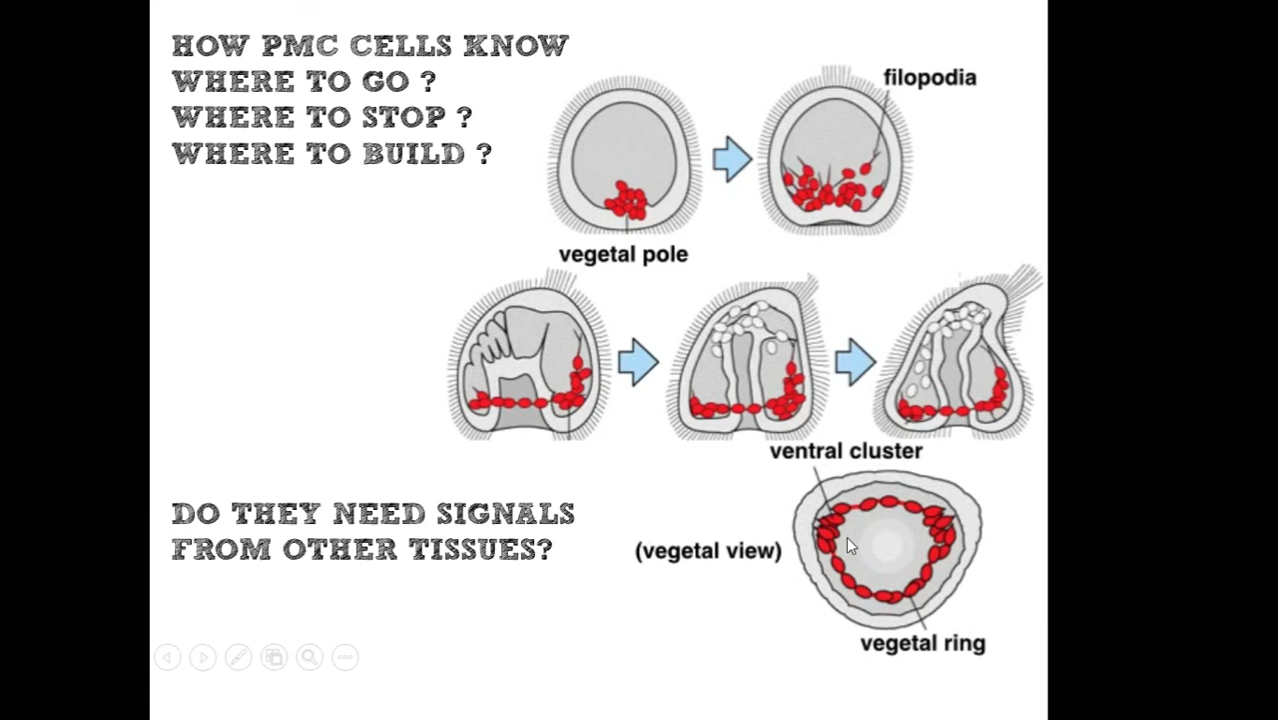 HOW PMC CELLS KNOW
WHERE TO GO ?
WHERE TO STOP ?
WHERE TO BUILD ?
filopodia
vegetal pole
ventral cluster
DO THEY NEED SIGNALS
FROM OTHER TISSUES?
(vegetal view)
vegetal ring